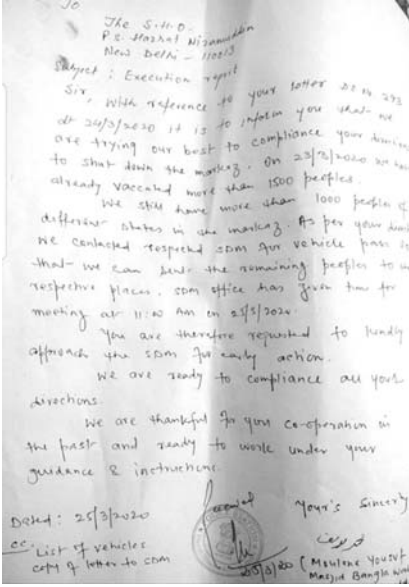 To
The S.H.O.
P.S. Hazrat Nizamuddin
New Delhi - 110013
Subject : Execution report
Sir,
With reference to your letter DD no 293
dt 24/3/2020 it is to inform you that we
are trying our best to compliance your
to shut down the markaz. On 23/3/2020 we have
already vaccated more than 1500 peoples.
We still have more than 1000 peoples of
different states in the markaz. As per your
we contacted respected SDM for vehicle pass
that we can sent the remaining peoples to
respective places. SDM office has given time for
meeting at 11:00 AM on 25/3/2020.
You are therefore requested to kindly
approach the SDM for early action.
We are ready to compliance all your
directions.
We are thankful for your co-operation in
the past and ready to work under your
guidance & instructions.
Received
Your's Sincerly
Dated : 25/3/2020
25/3/20
(Maulana Yousuf
CC. List of vehicles
Masjid Bangla
copy of letter to SDM